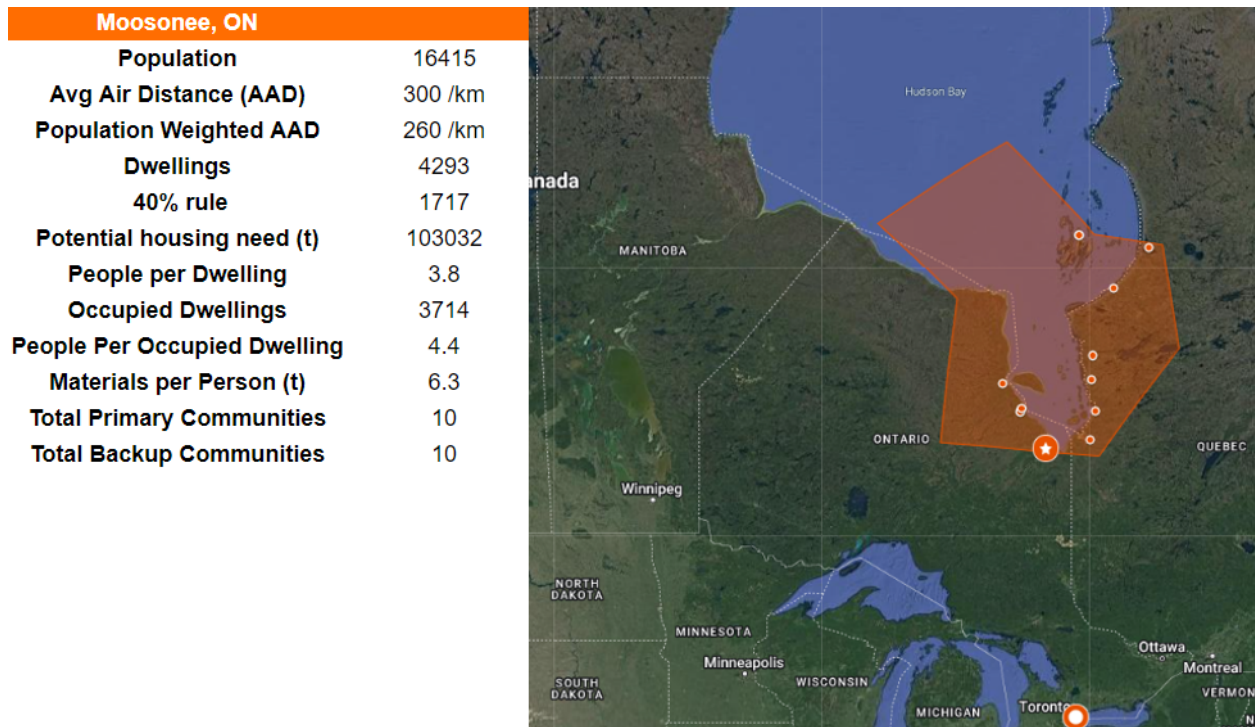 Moosonee, ON
Population 16415
Avg Air Distance (AAD) 300 /km
Population Weighted AAD 260 /km
Dwellings 4293
40% rule 1717
Potential housing need (t) 103032
People per Dwelling 3.8
Occupied Dwellings 3714
People Per Occupied Dwelling 4.4
Materials per Person (t) 6.3
Total Primary Communities 10
Total Backup Communities 10
Hudson Bay
anada
MANITOBA
ONTARIO
QUEBEC
Winnipeg
NORTH
DAKOTA
MINNESOTA
Minneapolis
SOUTH
DAKOTA
WISCONSIN
MICHIGAN
Ottawa
Montreal
Toronto
VERMON
N